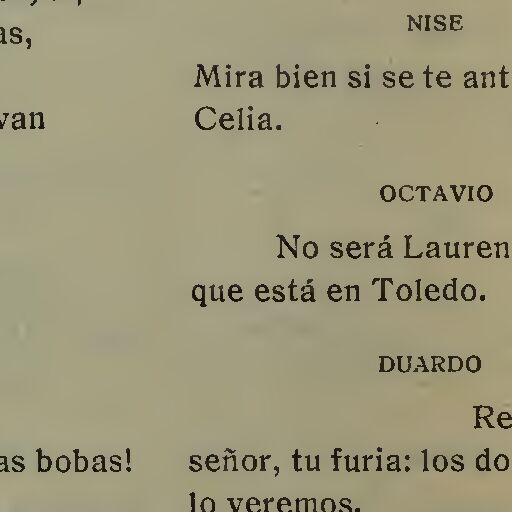 as,
van
as bobas!
NISE
Mira bien si se te ant
Celia.
OCTAVIO
No será Lauren
que está en Toledo.
DUARDO
Re
señor, tu furia: los do
lo veremos.